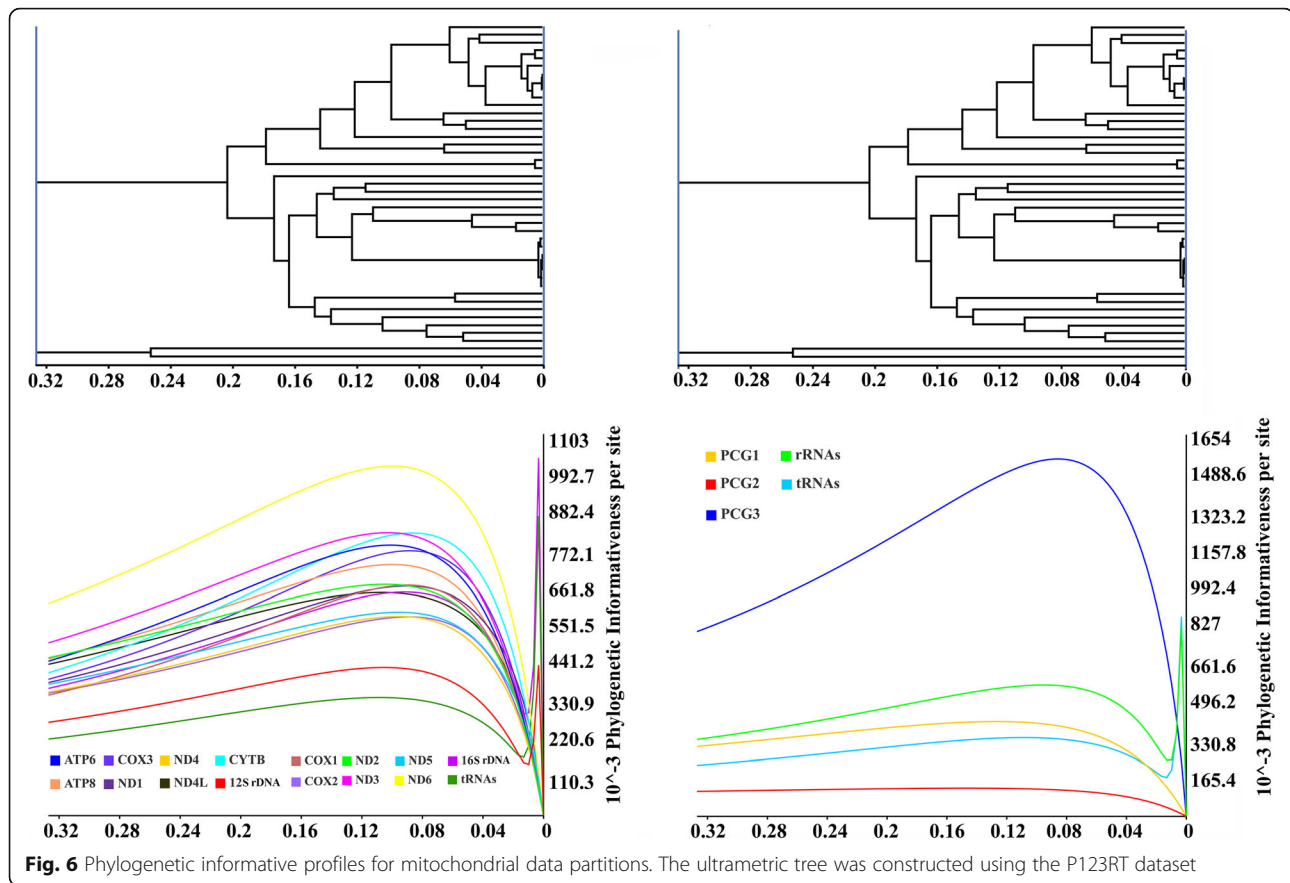 0.32 0.28 0.24 0.2 0.16 0.12 0.08 0.04 0
0.32 0.28 0.24 0.2 0.16 0.12 0.08 0.04 0
1103
992.7
882.4
772.1
661.8
551.5
441.2
330.9
220.6
110.3
10^-3 Phylogenetic Informativeness per site
ATP6 COX3 ND4 CYTB COX1 ND2 ND5 16S rDNA
ATP8 ND1 ND4L 12S rDNA COX2 ND3 ND6 tRNAs
0.32 0.28 0.24 0.2 0.16 0.12 0.08 0.04 0
PCG1 rRNAs
PCG2 tRNAs
PCG3
1654
1488.6
1323.2
1157.8
992.4
827
661.6
496.2
330.8
165.4
10^-3 Phylogenetic Informativeness per site
0.32 0.28 0.24 0.2 0.16 0.12 0.08 0.04 0
Fig. 6 Phylogenetic informative profiles for mitochondrial data partitions. The ultrametric tree was constructed using the P123RT dataset